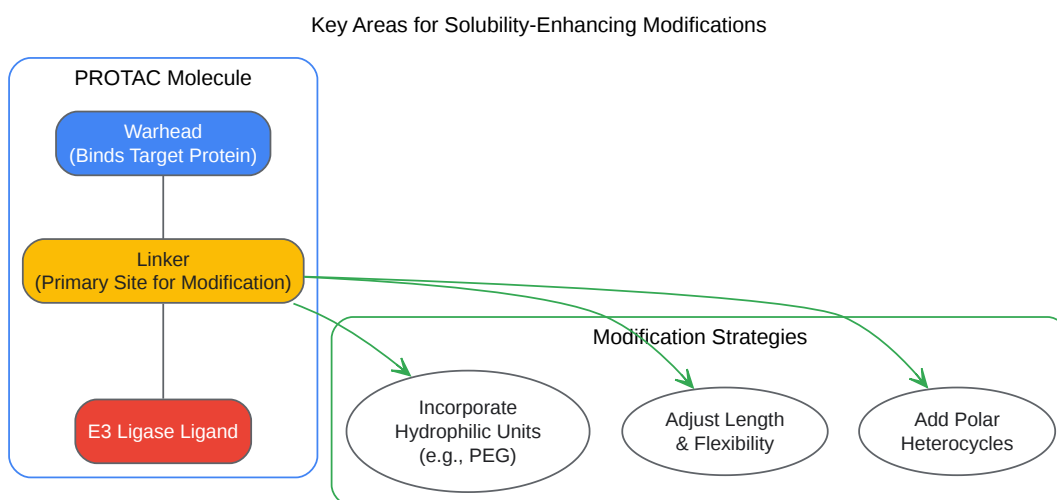 Key Areas for Solubility-Enhancing Modifications
PROTAC Molecule
Warhead
(Binds Target Protein)
Linker
(Primary Site for Modification)
E3 Ligase Ligand
Modification Strategies
Incorporate
Hydrophilic Units
(e.g., PEG)
Adjust Length
& Flexibility
Add Polar
Heterocycles